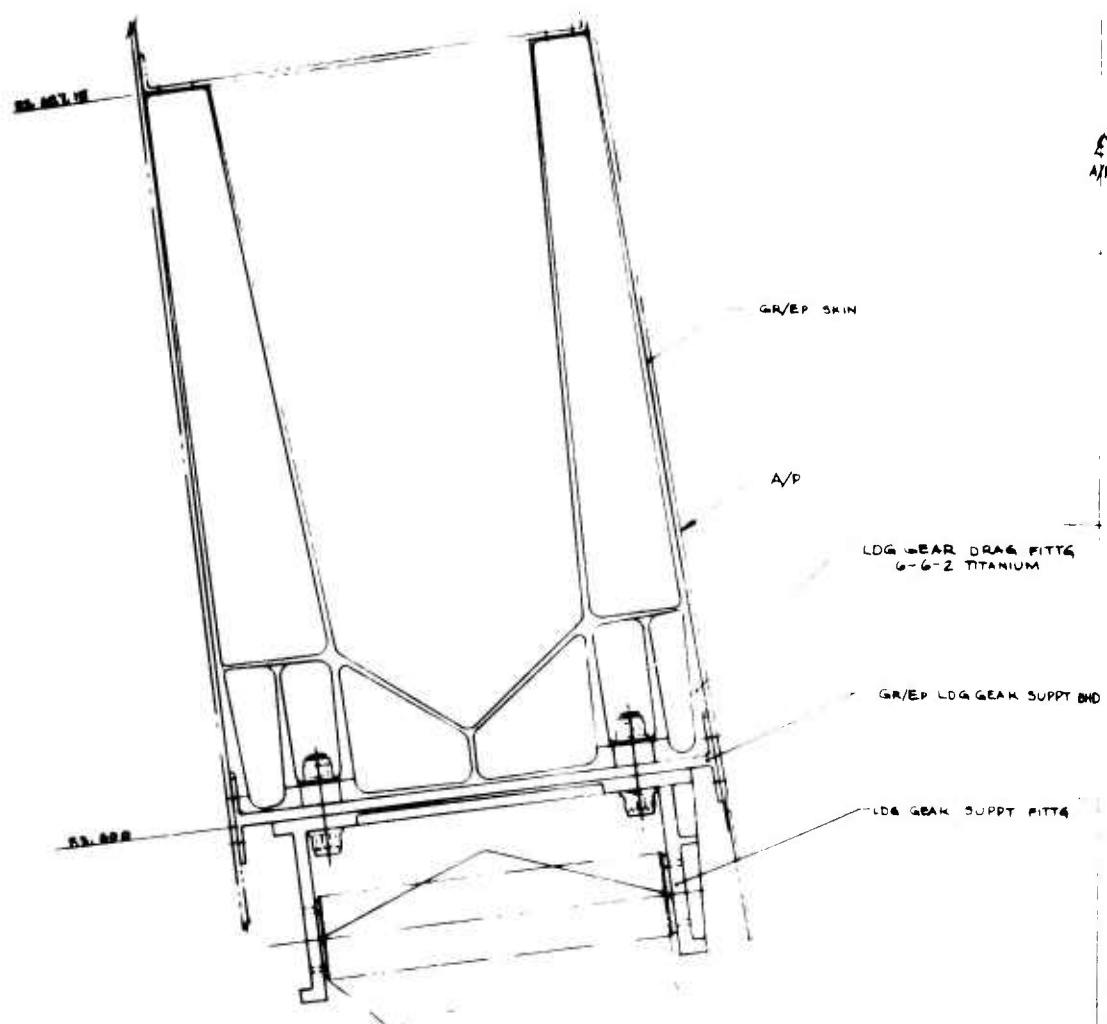 GR/EP SKIN
A/P
LDG GEAR DRAG FITTG
6-6-2 TITANIUM
GR/EP LDG GEAR SUPPT BHD
LDG GEAR SUPPT FITTG